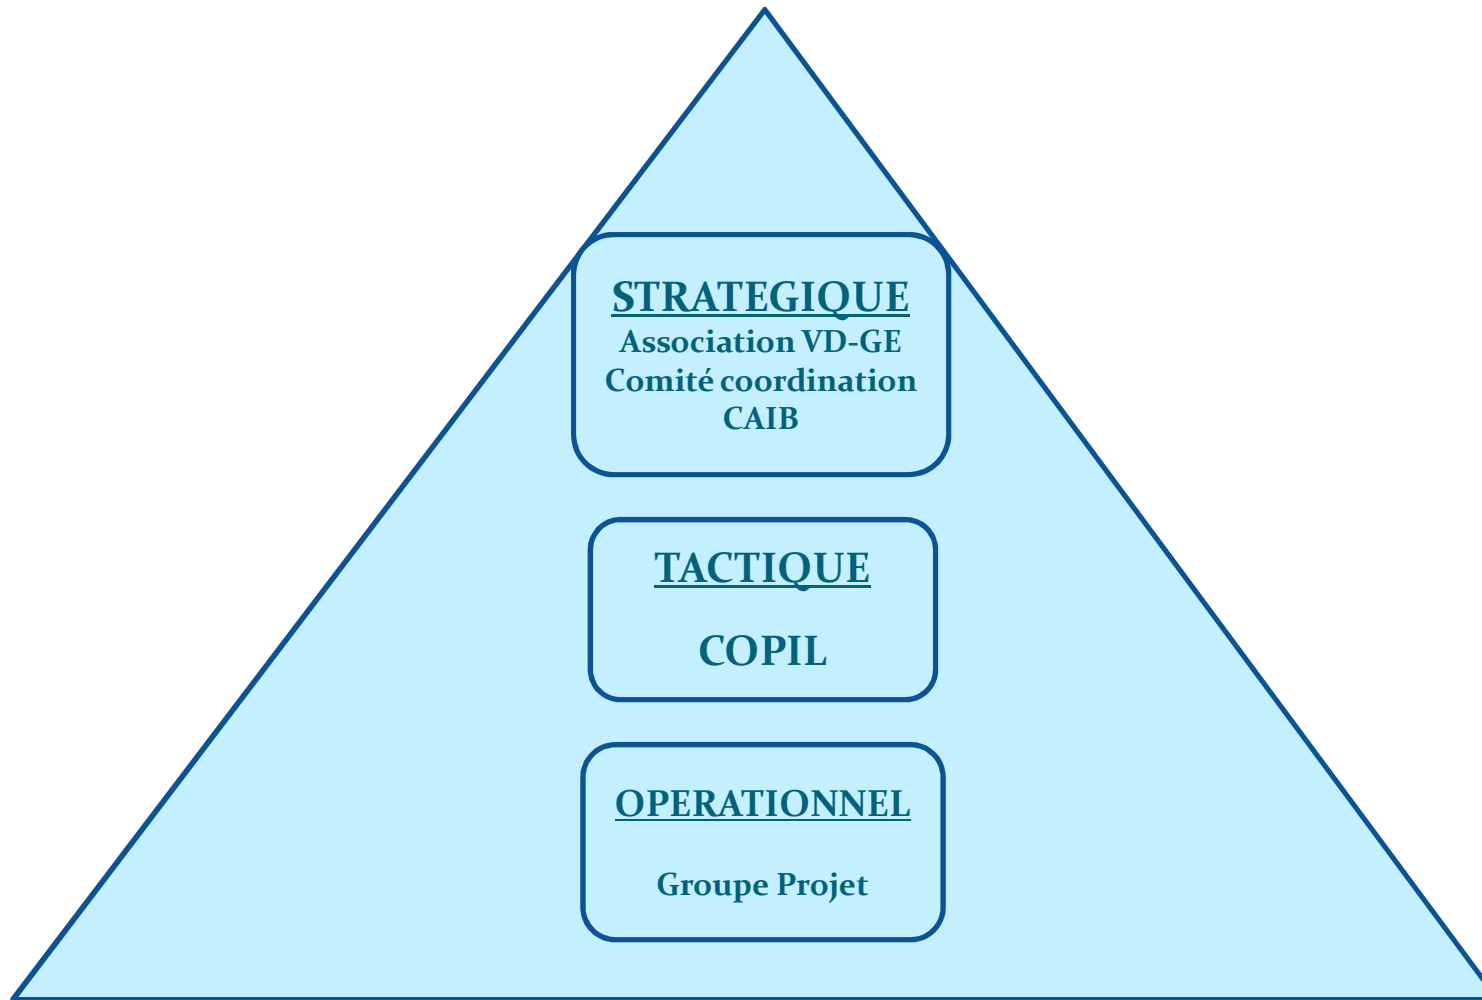 STRATEGIQUE
Association VD-GE
Comité coordination
CAIB
TACTIQUE
COPIL
OPERATIONNEL
Groupe Projet